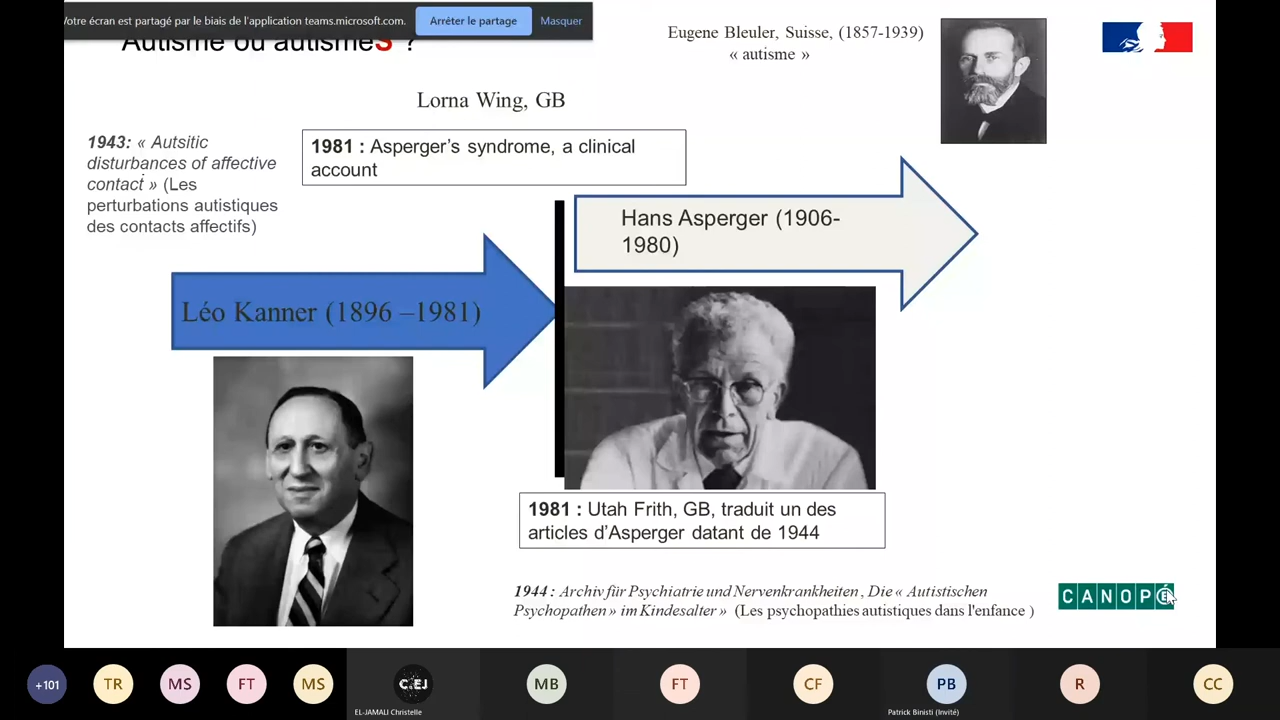 Votre écran est partagé par le biais de l'application teams.microsoft.com.
Arrêter le partage
Masquer
Autisme ou autismeS ?
Eugene Bleuler, Suisse, (1857-1939)
« autisme »
Lorna Wing, GB
1943: « Autsitic
disturbances of affective
contact » (Les
perturbations autistiques
des contacts affectifs)
1981 : Asperger's syndrome, a clinical
account
Hans Asperger (1906-
1980)
Léo Kanner (1896 –1981)
1981 : Utah Frith, GB, traduit un des
articles d'Asperger datant de 1944
1944 : Archiv für Psychiatrie und Nervenkrankheiten, Die « Autistischen
Psychopathen » im Kindesalter » (Les psychopathies autistiques dans l'enfance )
CANOPÉ
+101
TR
MS
FT
MS
C.EJ
EL-JAMALI Christelle
MB
FT
CF
PB
Patrick Binisti (Invité)
R
CC